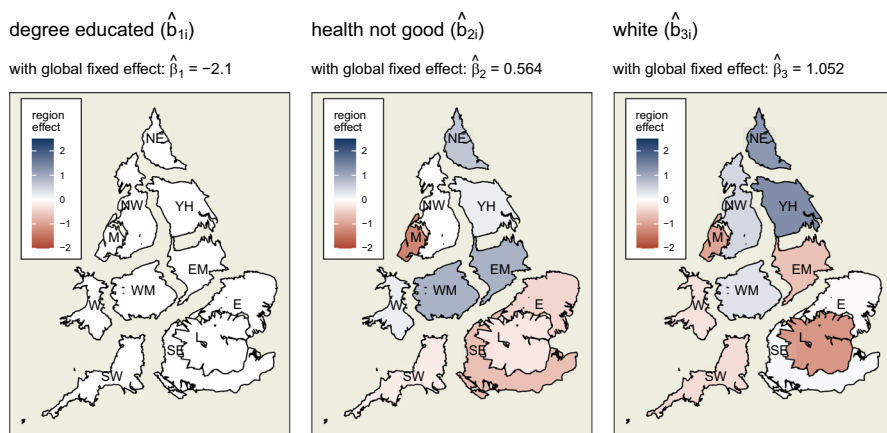 degree educated (b̂₁ᵢ)
with global fixed effect: β̂₁ = −2.1
region
effect
2
1
0
−1
−2
NE
NW
YH
M
EM
WM
W
E
L
SE
SW
health not good (b̂₂ᵢ)
with global fixed effect: β̂₂ = 0.564
region
effect
2
1
0
−1
−2
NE
NW
YH
M
EM
WM
W
E
L
SE
SW
white (b̂₃ᵢ)
with global fixed effect: β̂₃ = 1.052
region
effect
2
1
0
−1
−2
NE
NW
YH
M
EM
WM
W
E
L
SE
SW